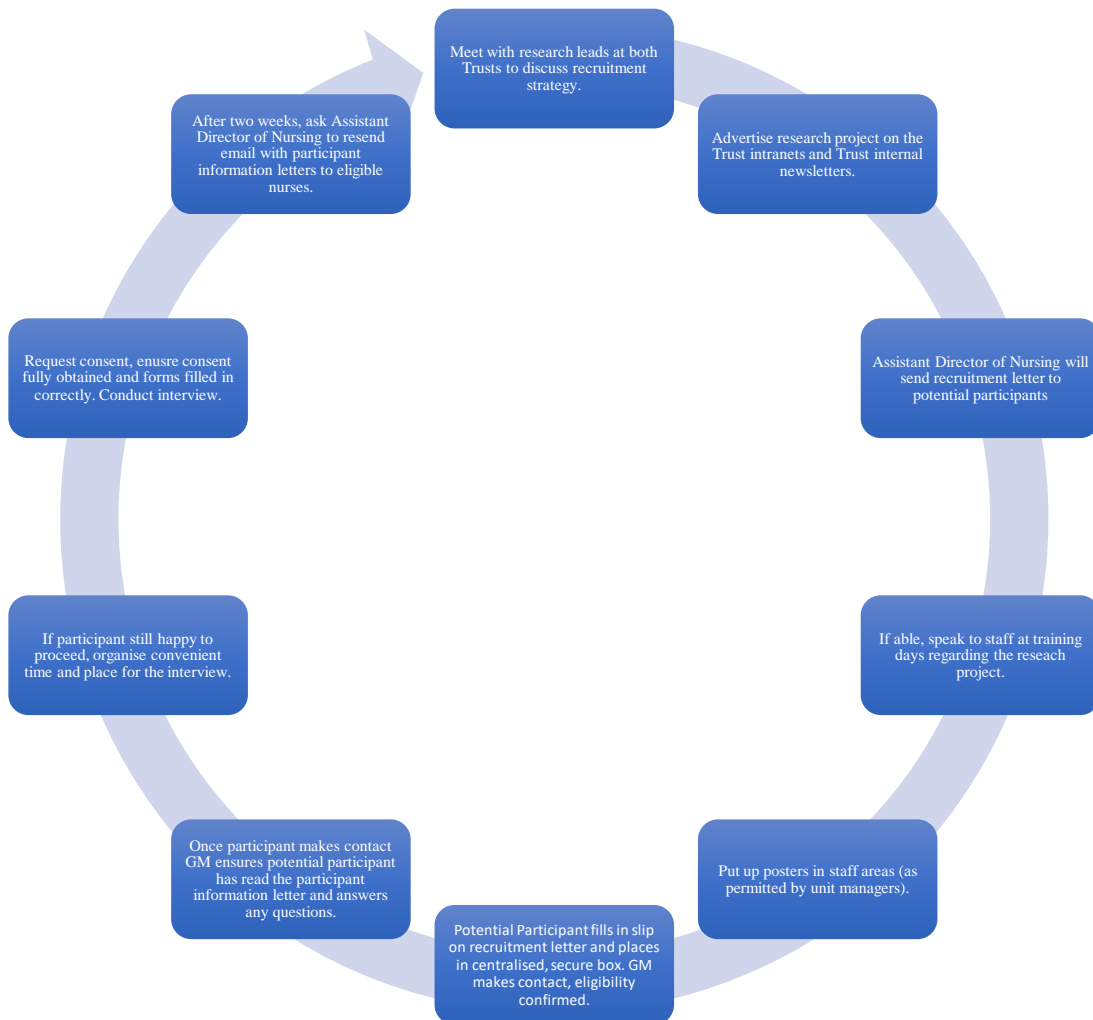 Meet with research leads at both
Trusts to discuss recruitment
strategy.
Advertise research project on the
Trust intranets and Trust internal
newsletters.
Assistant Director of Nursing will
send recruitment letter to
potential participants
If able, speak to staff at training
days regarding the reseach
project.
Put up posters in staff areas (as
permitted by unit managers).
Potential Participant fills in slip
on recruitment letter and places
in centralised, secure box. GM
makes contact, eligibility
confirmed.
Once participant makes contact
GM ensures potential participant
has read the participant
information letter and answers
any questions.
If participant still happy to
proceed, organise convenient
time and place for the interview.
Request consent, enusre consent
fully obtained and forms filled in
correctly. Conduct interview.
After two weeks, ask Assistant
Director of Nursing to resend
email with participant
information letters to eligible
nurses.